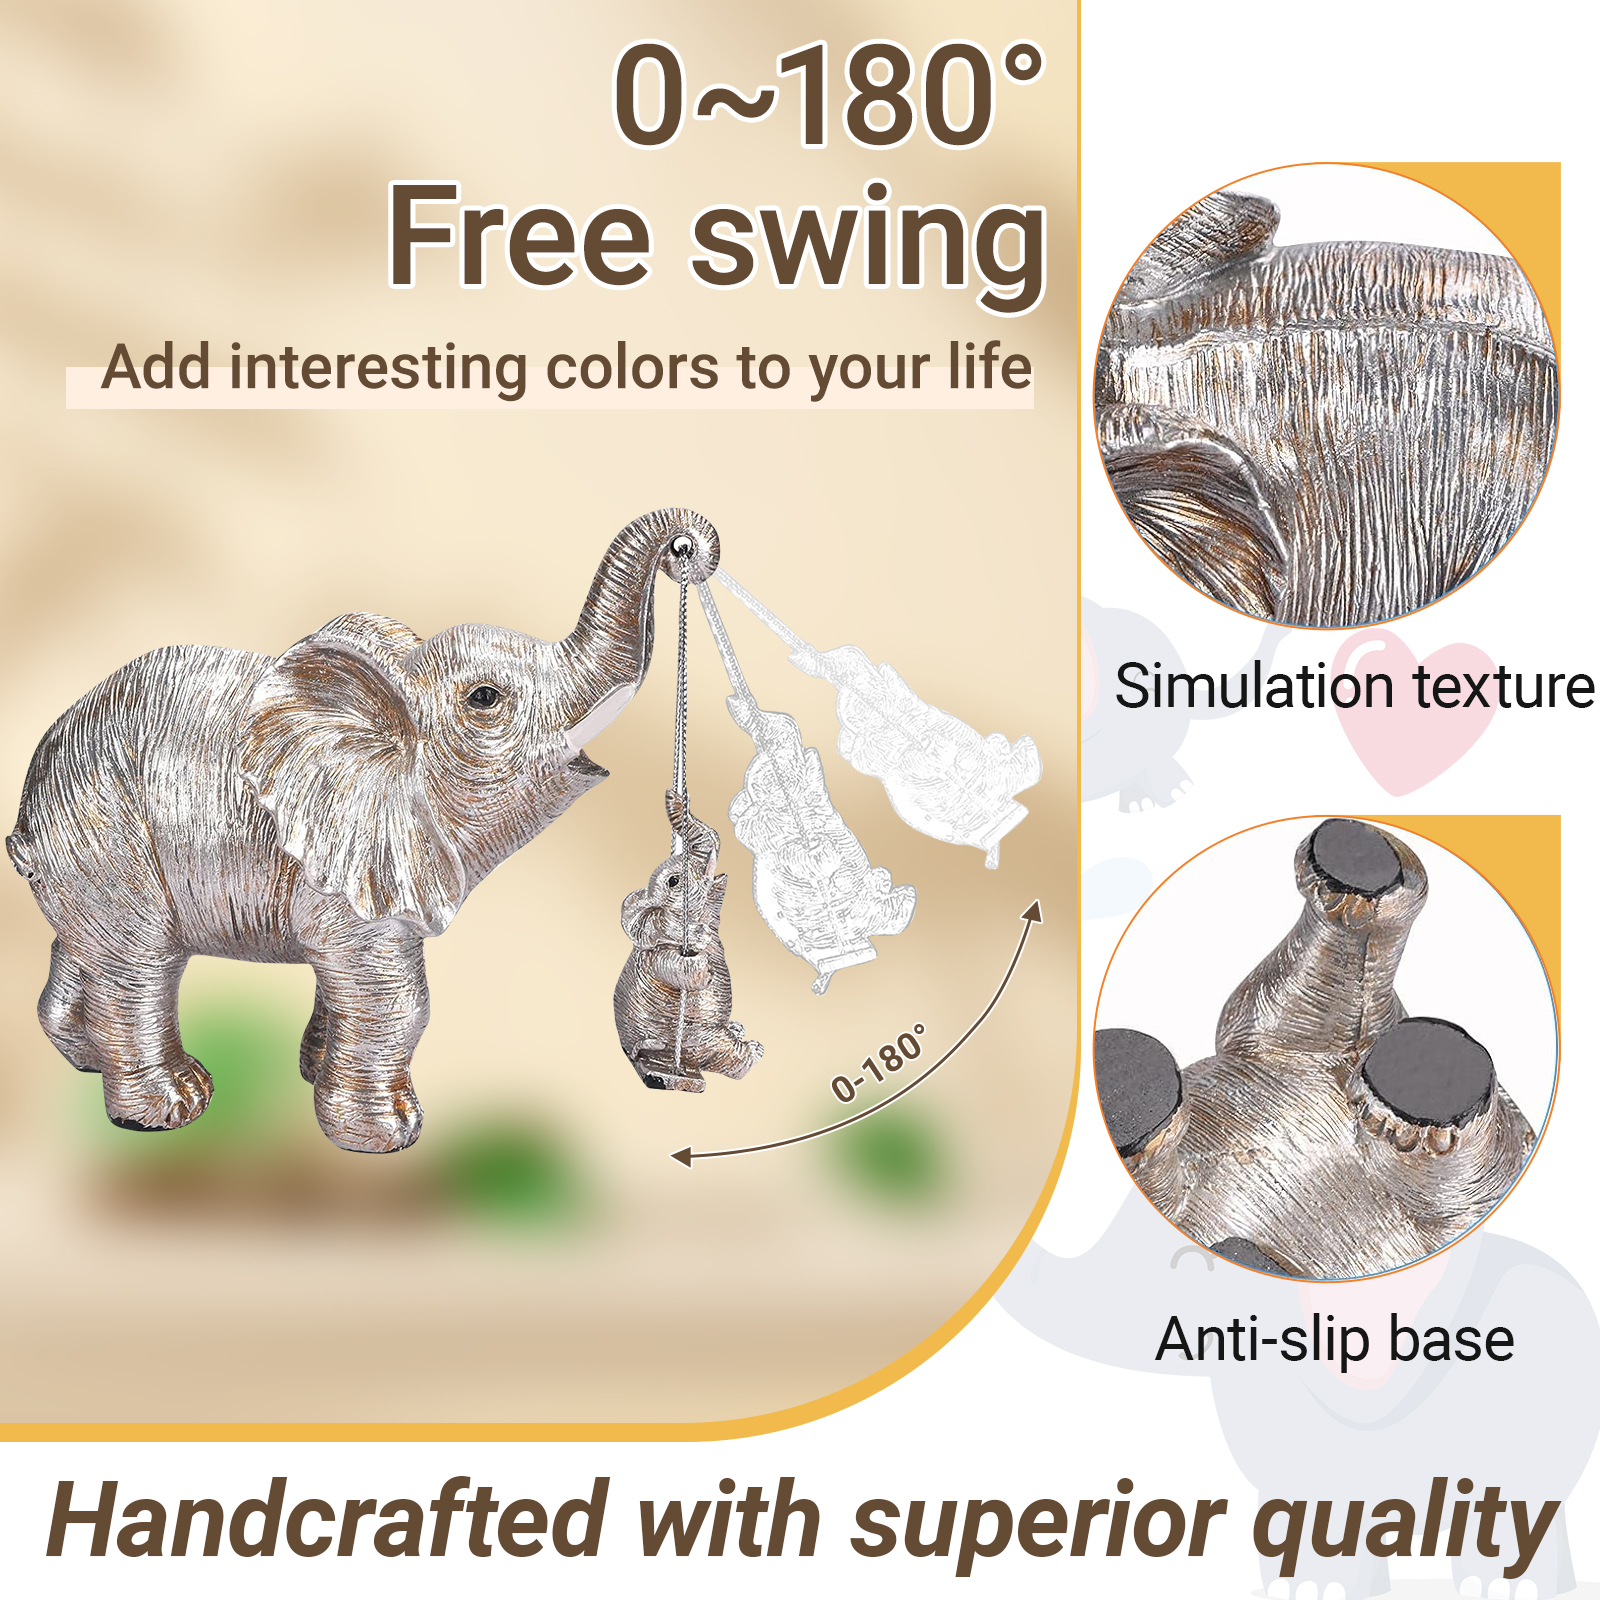 0~180°
Free swing
Add interesting colors to your life
0-180°
Simulation texture
Anti-slip base
Handcrafted with superior quality